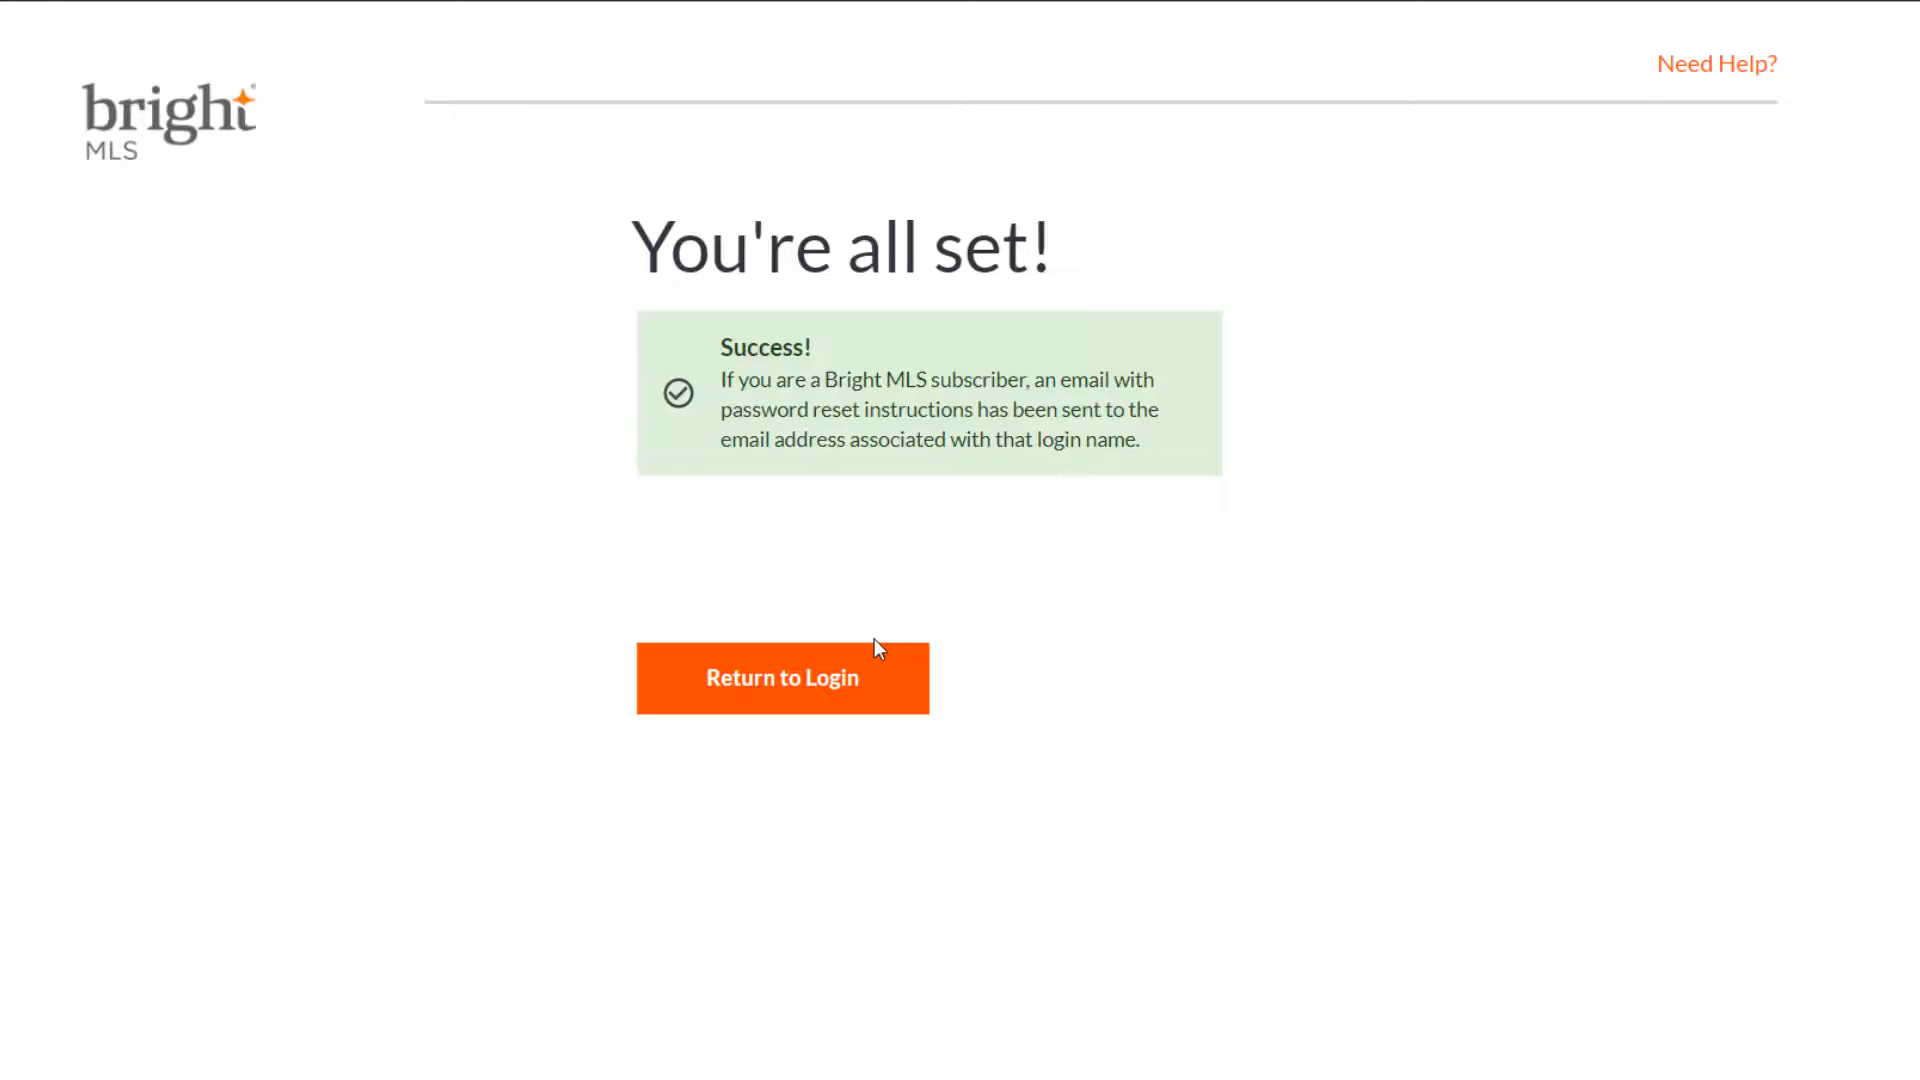 Need Help?
bright
MLS
You're all set!
Success!
If you are a Bright MLS subscriber, an email with
password reset instructions has been sent to the
email address associated with that login name.
Return to Login